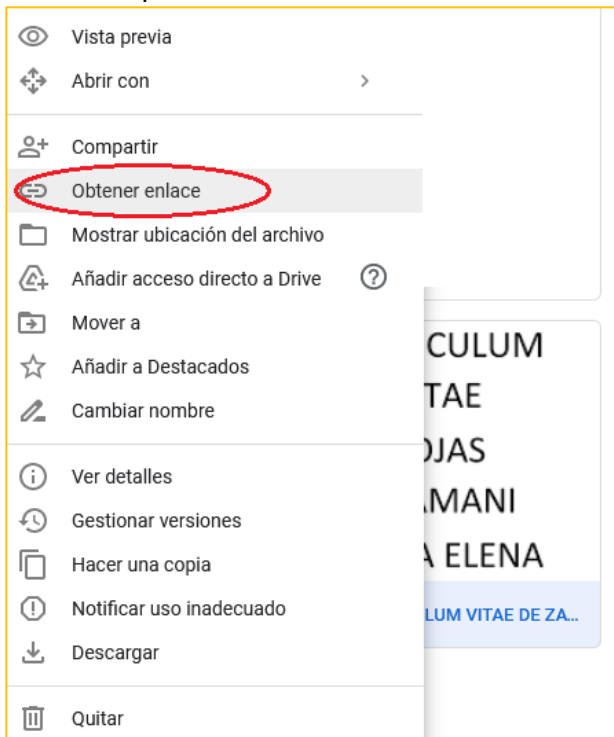 Vista previa
Abrir con
Compartir
Obtener enlace
Mostrar ubicación del archivo
Añadir acceso directo a Drive
Mover a
Añadir a Destacados
Cambiar nombre
Ver detalles
Gestionar versiones
Hacer una copia
Notificar uso inadecuado
Descargar
Quitar
CULUM
TAE
OJAS
AMANI
A ELENA
LUM VITAE DE ZA...